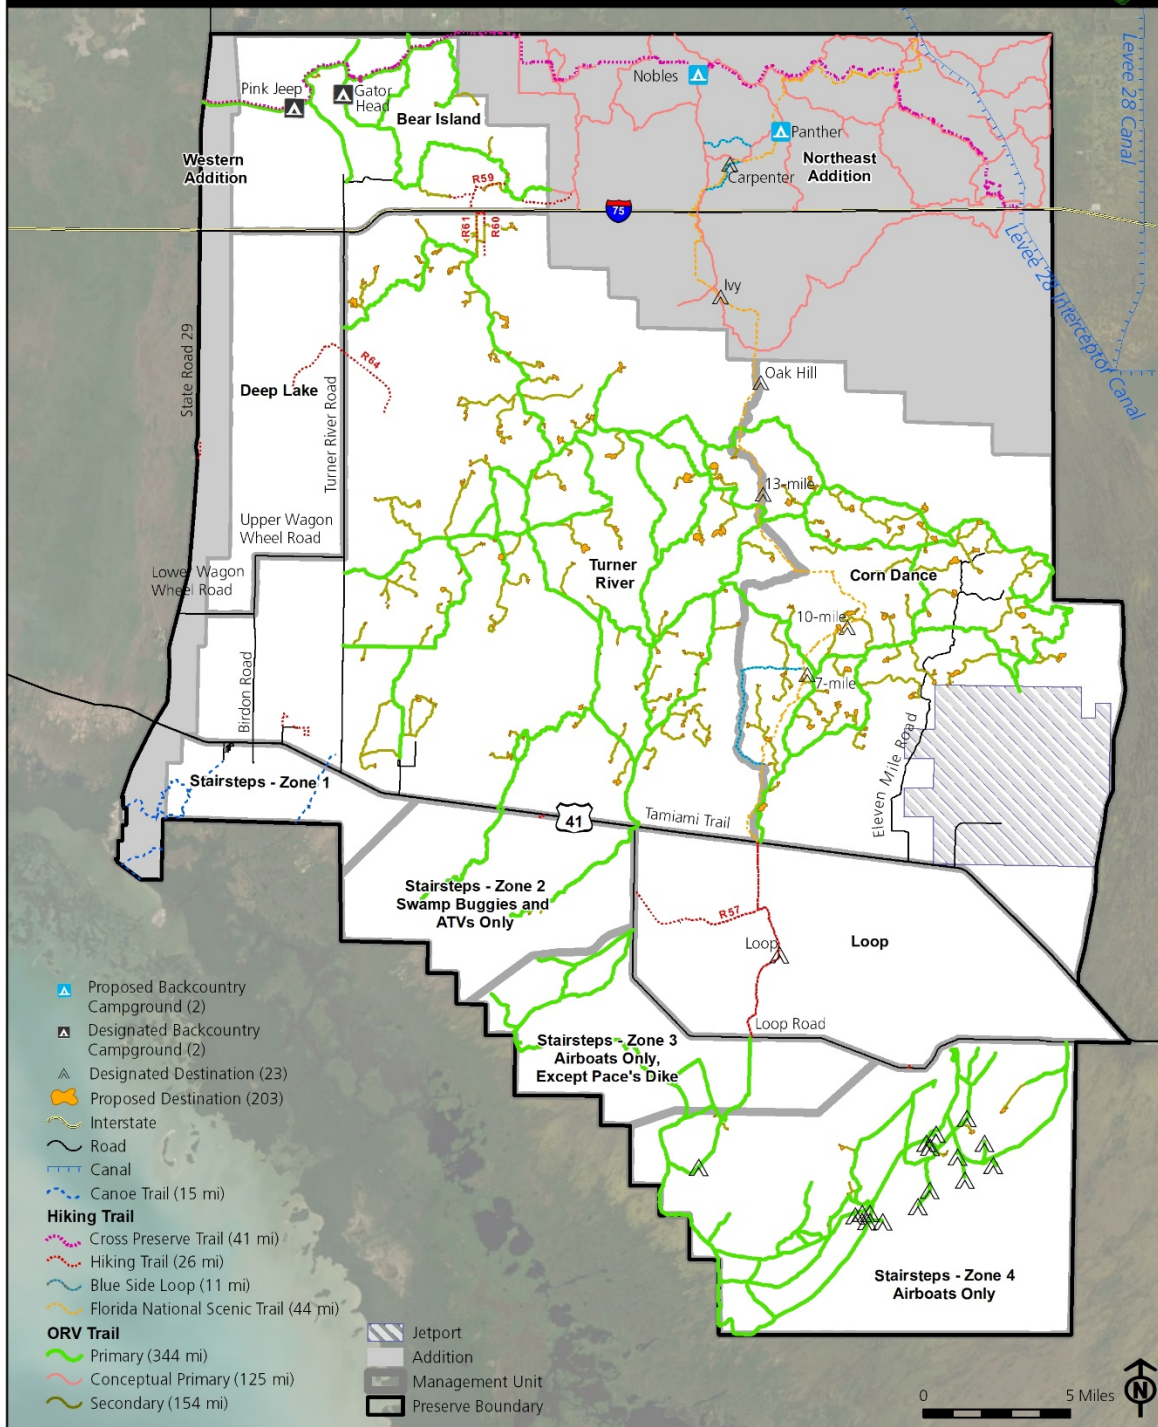 Levee 28 Canal
Nobles
Pink Jeep
Gator
Head
Bear Island
Panther
Northeast
Addition
Western
Addition
Carpenter
R59
75
R61
R60
Levee 28 Interceptor Canal
Ivy
State Road 29
R64
Oak Hill
Deep Lake
Turner River Road
13-mile
Upper Wagon
Wheel Road
Turner
River
Corn Dance
Lower Wagon
Wheel Road
10-mile
Birdon Road
7-mile
Eleven Mile Road
Stairsteps - Zone 1
41
Tamiami Trail
Stairsteps - Zone 2
Swamp Buggies and
ATVs Only
R57
Loop
Loop
Loop Road
Stairsteps - Zone 3
Airboats Only,
Except Pace's Dike
Stairsteps - Zone 4
Airboats Only
Proposed Backcountry
Campground (2)
Designated Backcountry
Campground (2)
Designated Destination (23)
Proposed Destination (203)
Interstate
Road
Canal
Canoe Trail (15 mi)
Hiking Trail
Cross Preserve Trail (41 mi)
Hiking Trail (26 mi)
Blue Side Loop (11 mi)
Florida National Scenic Trail (44 mi)
ORV Trail
Primary (344 mi)
Conceptual Primary (125 mi)
Secondary (154 mi)
Jetport
Addition
Management Unit
Preserve Boundary
0 5 Miles
N